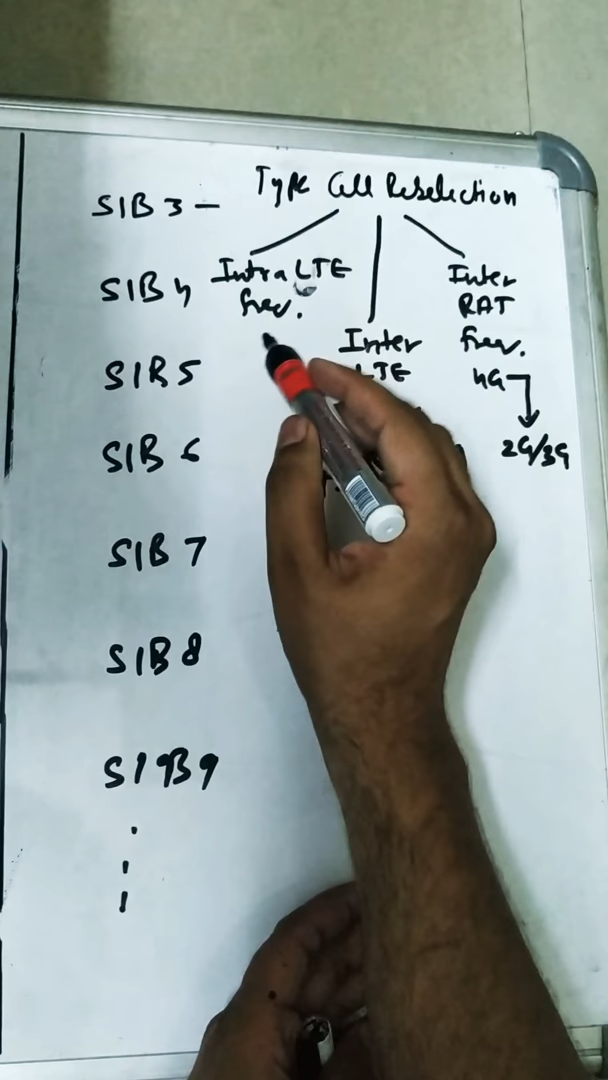 SIB 3 – Type Cell Reselection
SIB 4
Intra LTE
freq.
Inter
RAT
freq.
4G
2G/3G
Inter
LTE
SIB 5
SIB 6
SIB 7
SIB 8
SIB 9